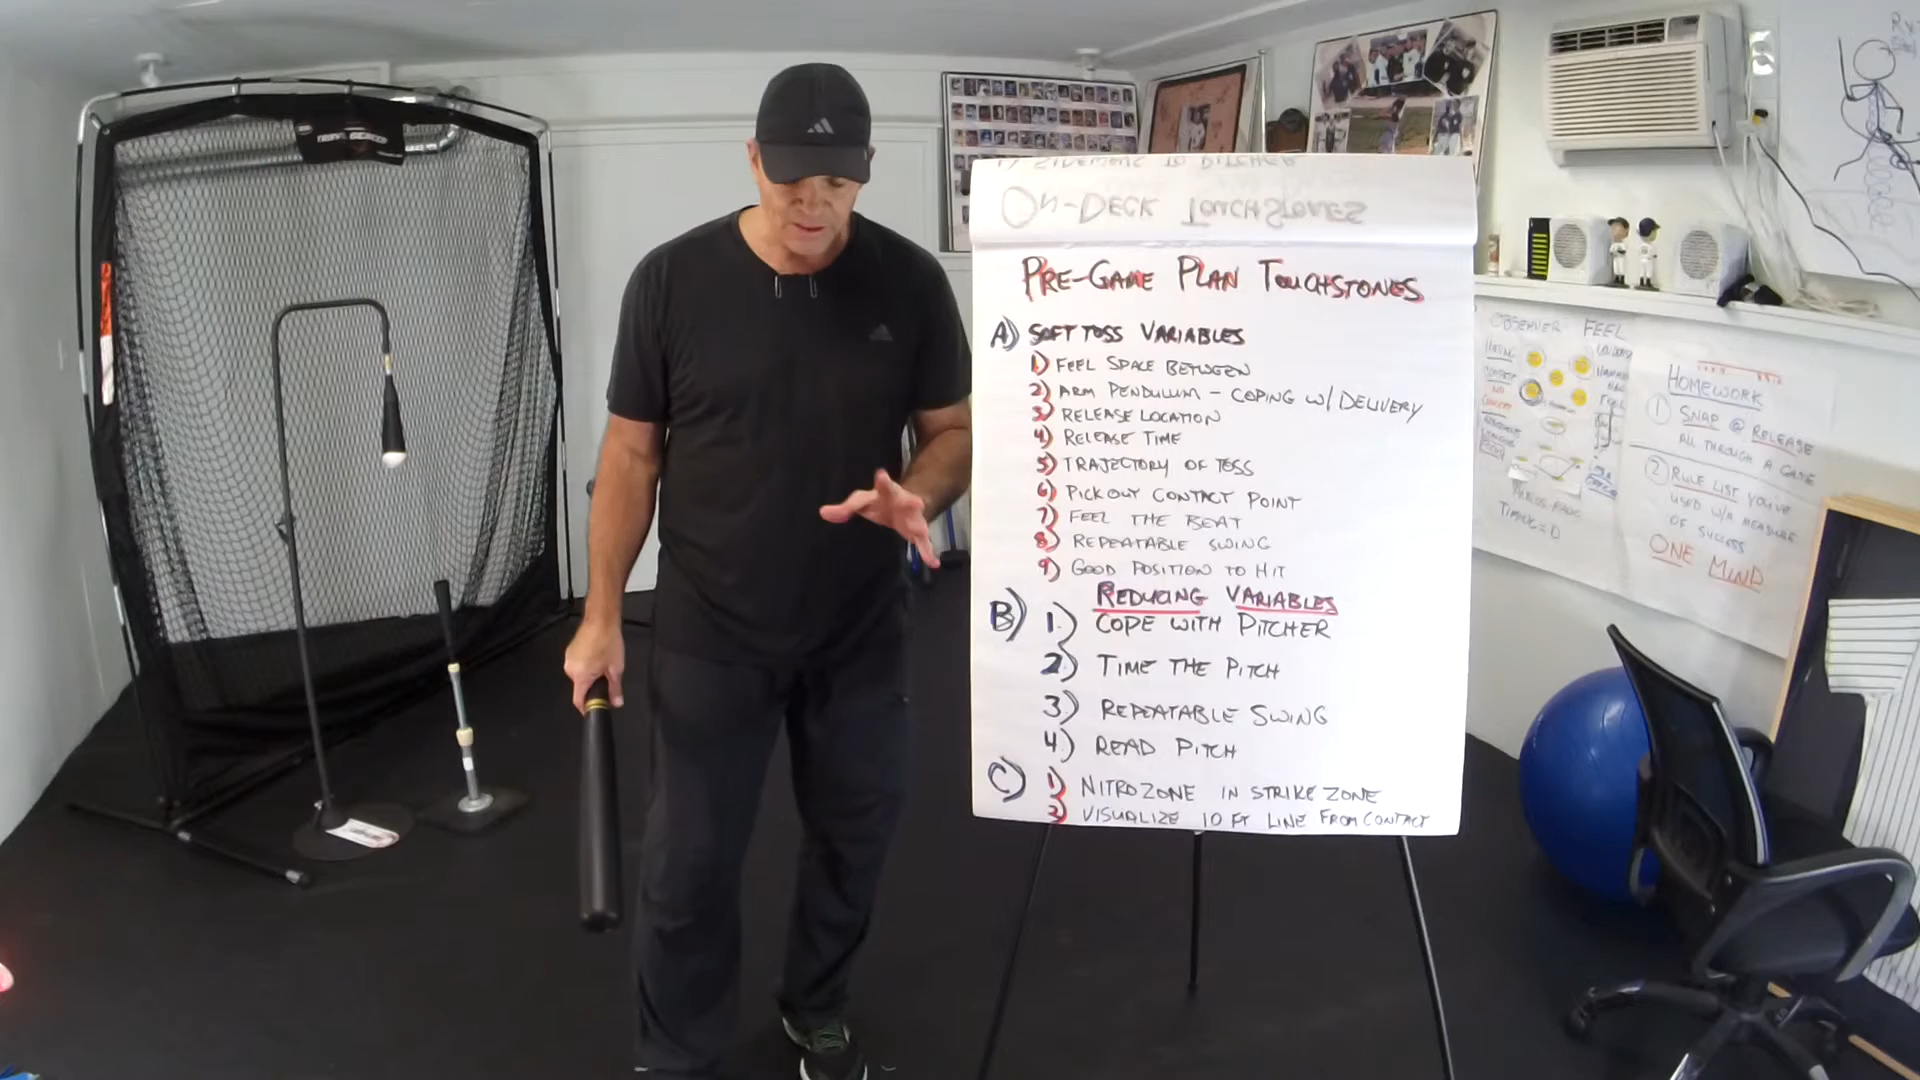 On-Deck Touchstones
Pre-Game Plan Touchstones
A) Soft Toss Variables
1) Feel Space Between
2) Arm Pendulum - Coping w/ Delivery
3) Release Location
4) Release Time
5) Trajectory of Toss
6) Pick out Contact Point
7) Feel the Beat
8) Repeatable Swing
9) Good Position to Hit
Reducing Variables
B) 1.) Cope with Pitcher
2) Time the Pitch
3) Repeatable Swing
4) Read Pitch
C) 1) Nitro Zone in Strike Zone
2) Visualize 10 ft Line From Contact
Observer Feel
Homework
1 Snap @ Release
All through a game
2 Rule list you've
used w/a measure
of success
One Mind